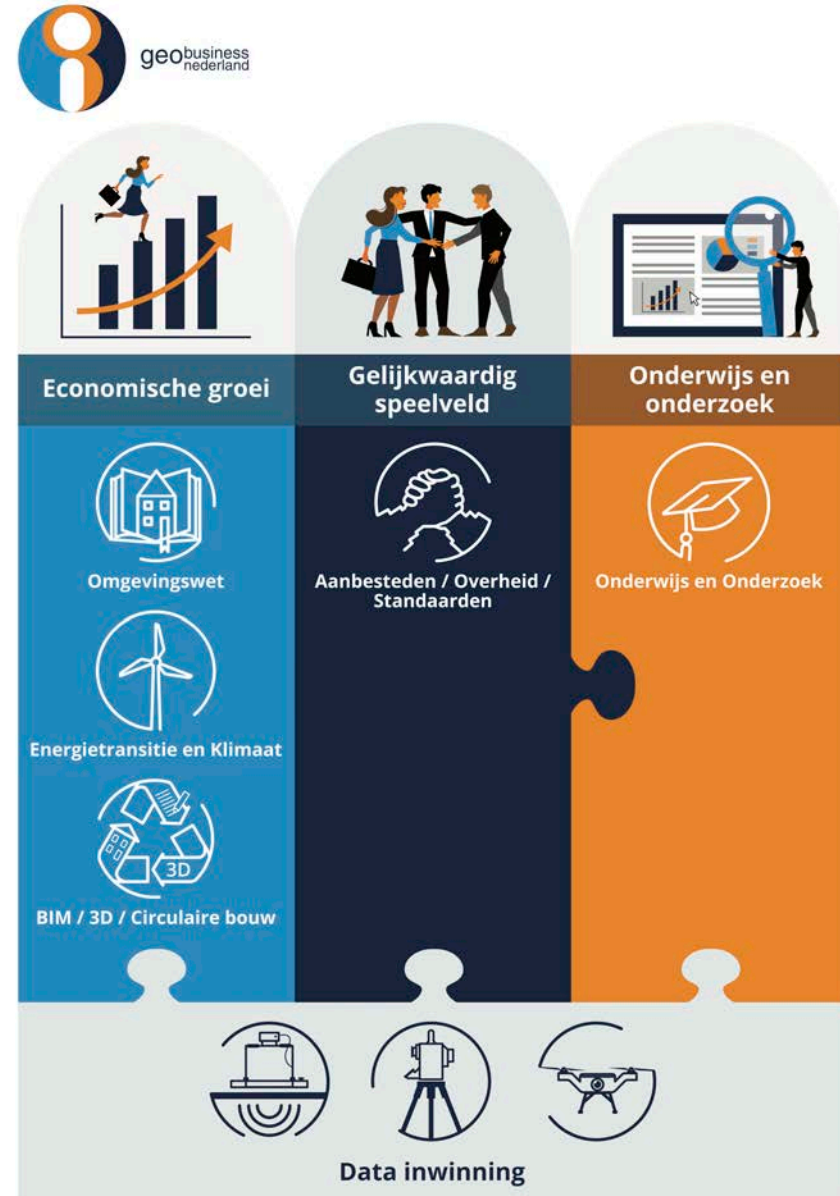 geobusiness
nederland
Economische groei
Gelijkwaardig
speelveld
Onderwijs en
onderzoek
Omgevingswet
Energietransitie en Klimaat
3D
BIM / 3D / Circulaire bouw
Aanbesteden / Overheid /
Standaarden
Onderwijs en Onderzoek
Data inwinning